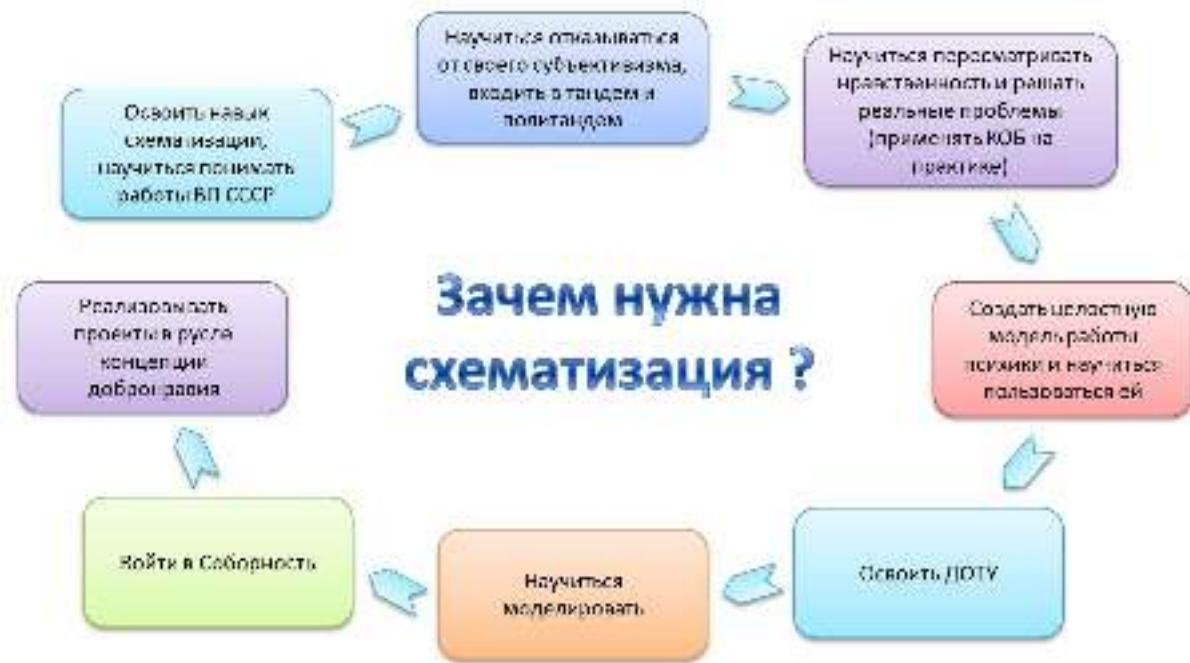 Освоить навык
схематизации,
научиться понимать
работы ВП СССР
Научиться отказываться
от своего субъективизма,
входить в тандем и
политандем
Научиться пересматривать
нравственность и решать
реальные проблемы
(применять КОБ на
практике)
Зачем нужна
схематизация ?
Создать целостную
модель работы
психики и научиться
пользоваться ей
Освоить ДОТУ
Научиться
моделировать
Войти в Соборность
Реализовывать
проекты в русле
концепции
добронравия